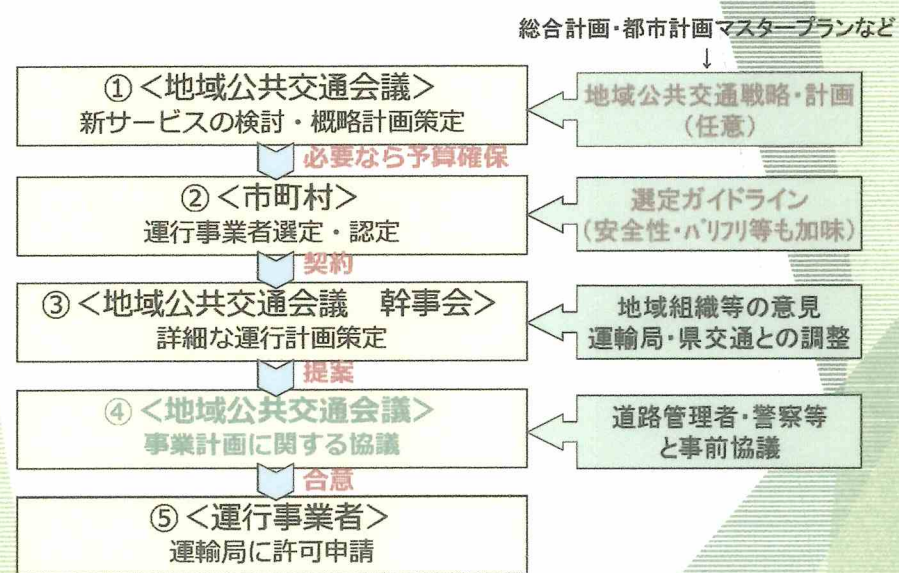 総合計画・都市計画マスタープランなど
↓
①<地域公共交通会議>
新サービスの検討・概略計画策定
地域公共交通戦略・計画
(任意)
必要なら予算確保
②<市町村>
運行事業者選定・認定
選定ガイドライン
(安全性・バリフリ等も加味)
契約
③<地域公共交通会議 幹事会>
詳細な運行計画策定
地域組織等の意見
運輸局・県交通との調整
提案
④<地域公共交通会議>
事業計画に関する協議
道路管理者・警察等
と事前協議
合意
⑤<運行事業者>
運輸局に許可申請